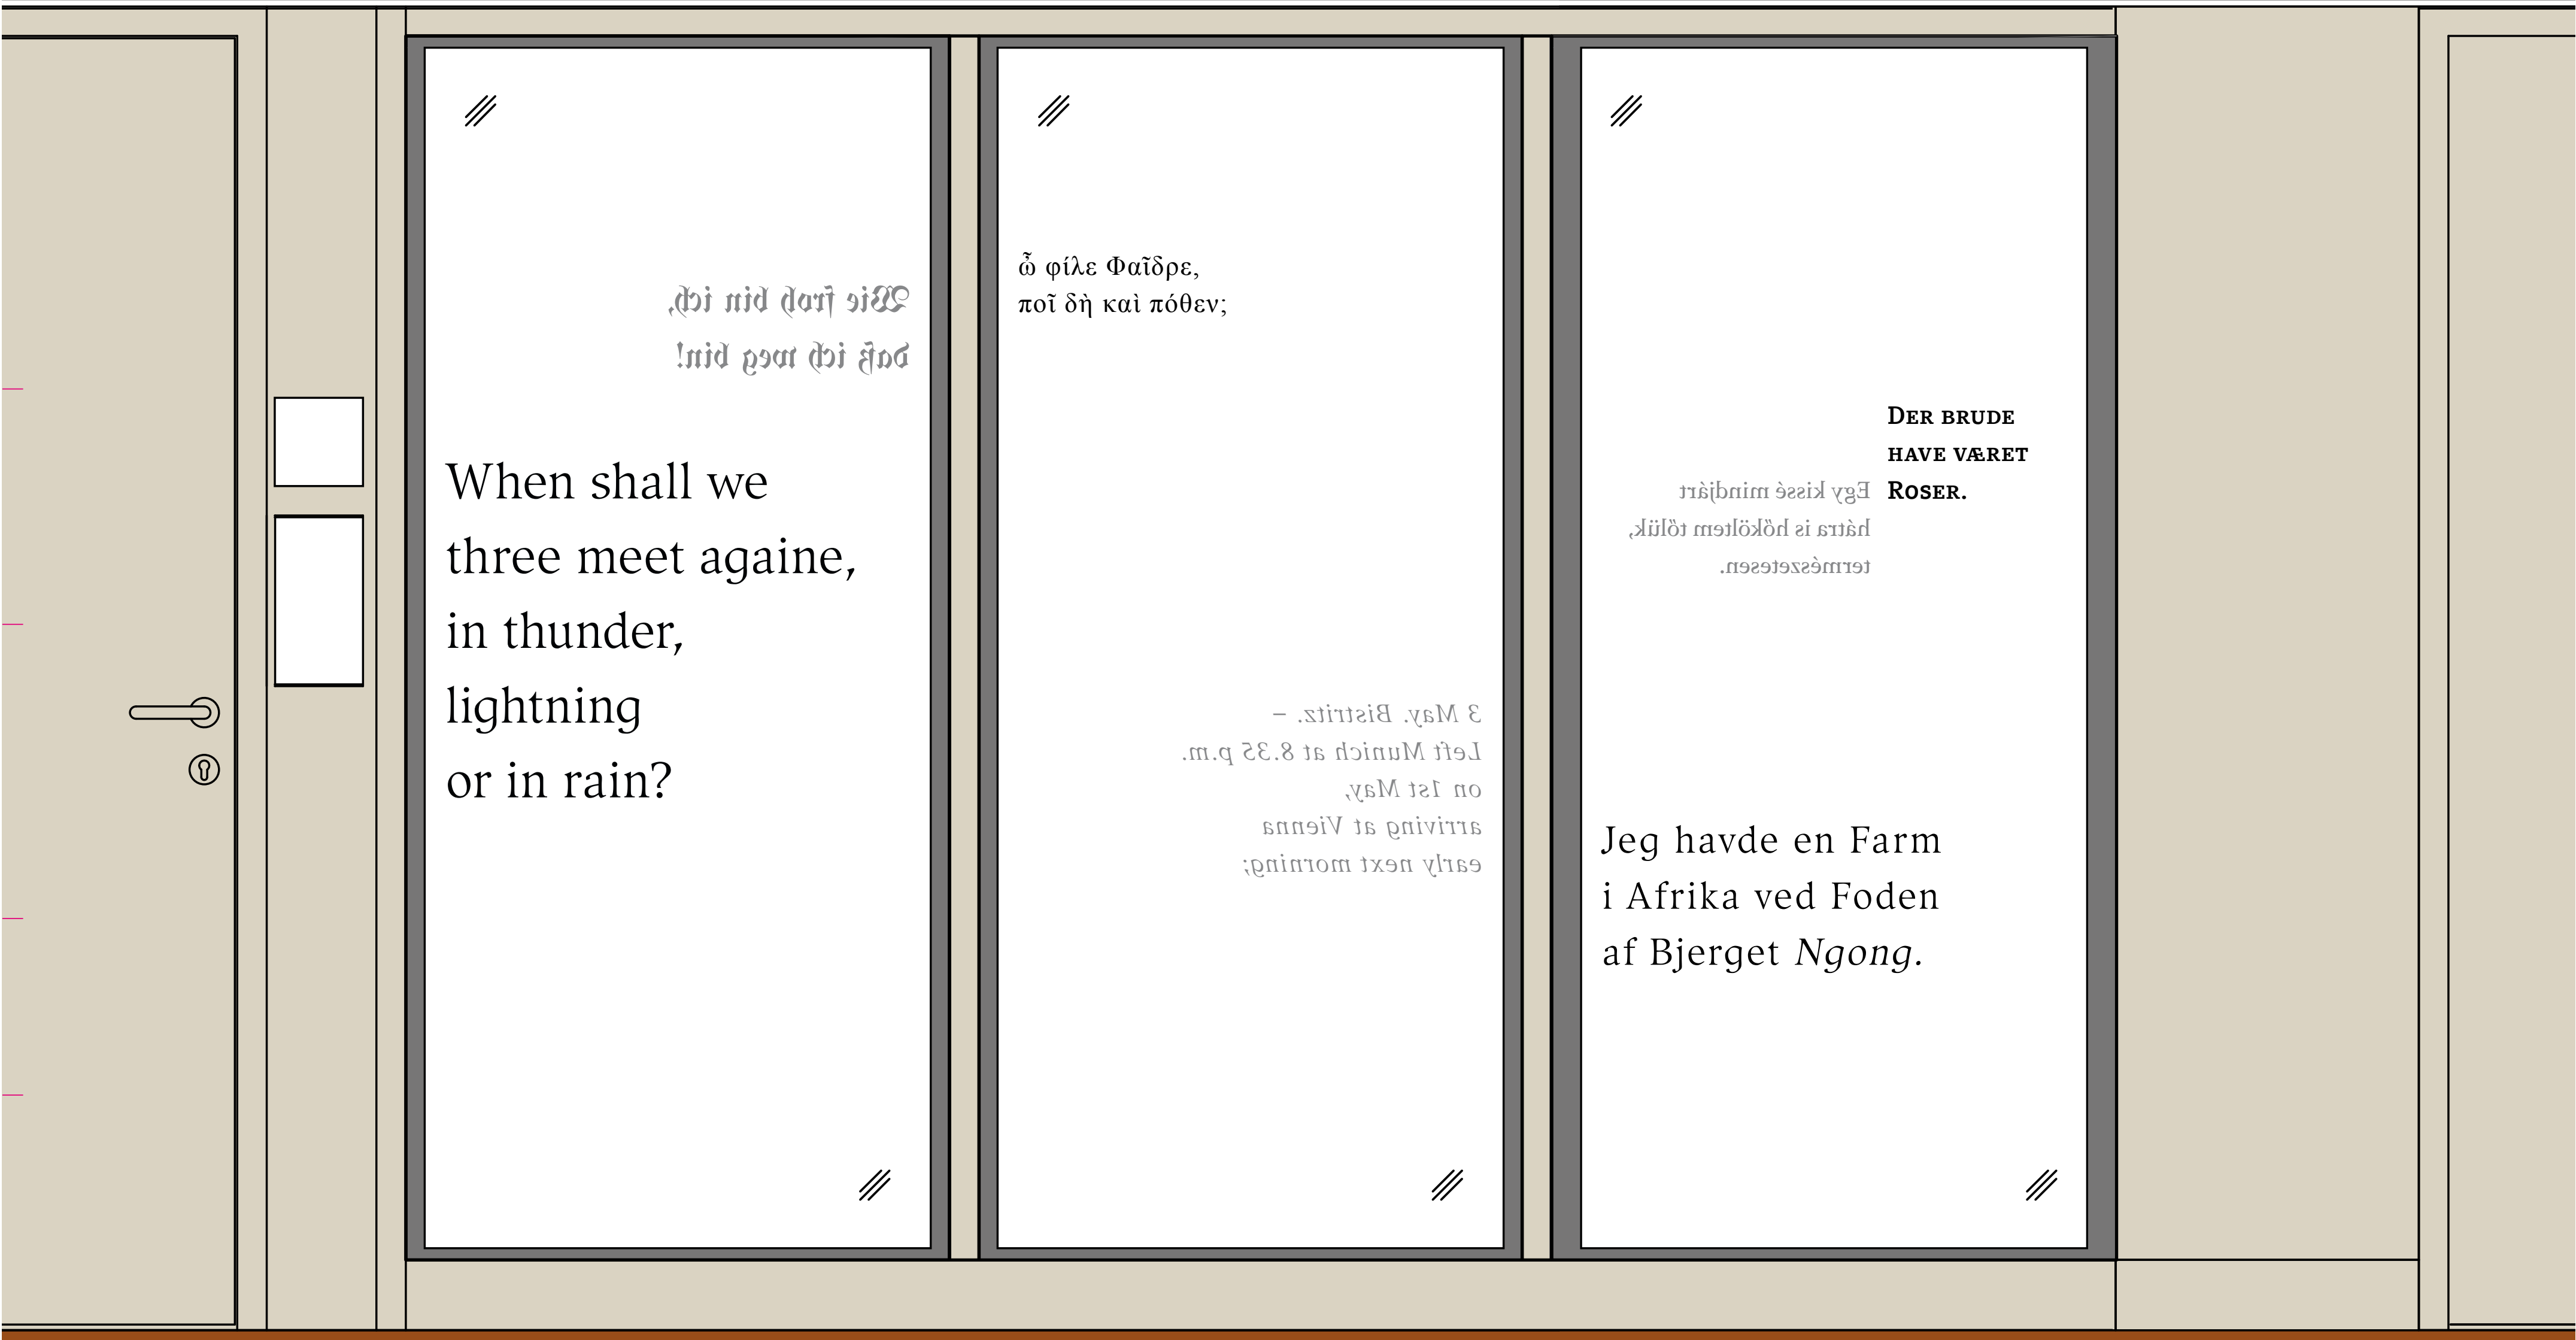 Wie froh bin ich,
daß ich weg bin!
When shall we
three meet againe,
in thunder,
lightning
or in rain?
ὦ φίλε Φαῖδρε,
ποῖ δὴ καὶ πόθεν;
3 May. Bistritz. –
Left Munich at 8.35 p.m.
on 1st May,
arriving at Vienna
early next morning;
Der brude
have været
Roser.
Egy kissé mindjárt
hátra is hőköltem tőlük,
természetesen.
Jeg havde en Farm
i Afrika ved Foden
af Bjerget Ngong.